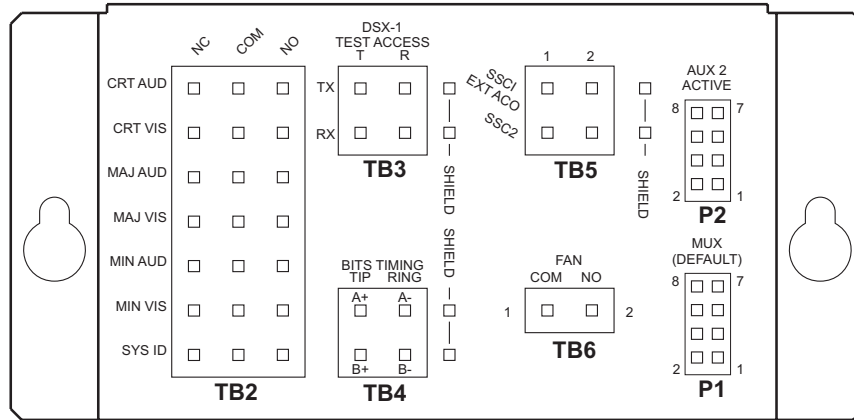 NC COM NO
CRT AUD
CRT VIS
MAJ AUD
MAJ VIS
MIN AUD
MIN VIS
SYS ID
TB2
DSX-1
TEST ACCESS
T R
TX
RX
TB3
SHIELD
SHIELD
BITS TIMING
TIP RING
A+ A-
B+ B-
TB4
1 2
SSCI
EXT ACO
SSC2
TB5
SHIELD
FAN
COM NO
1 2
TB6
AUX 2
ACTIVE
8 7
2 1
P2
MUX
(DEFAULT)
8 7
2 1
P1